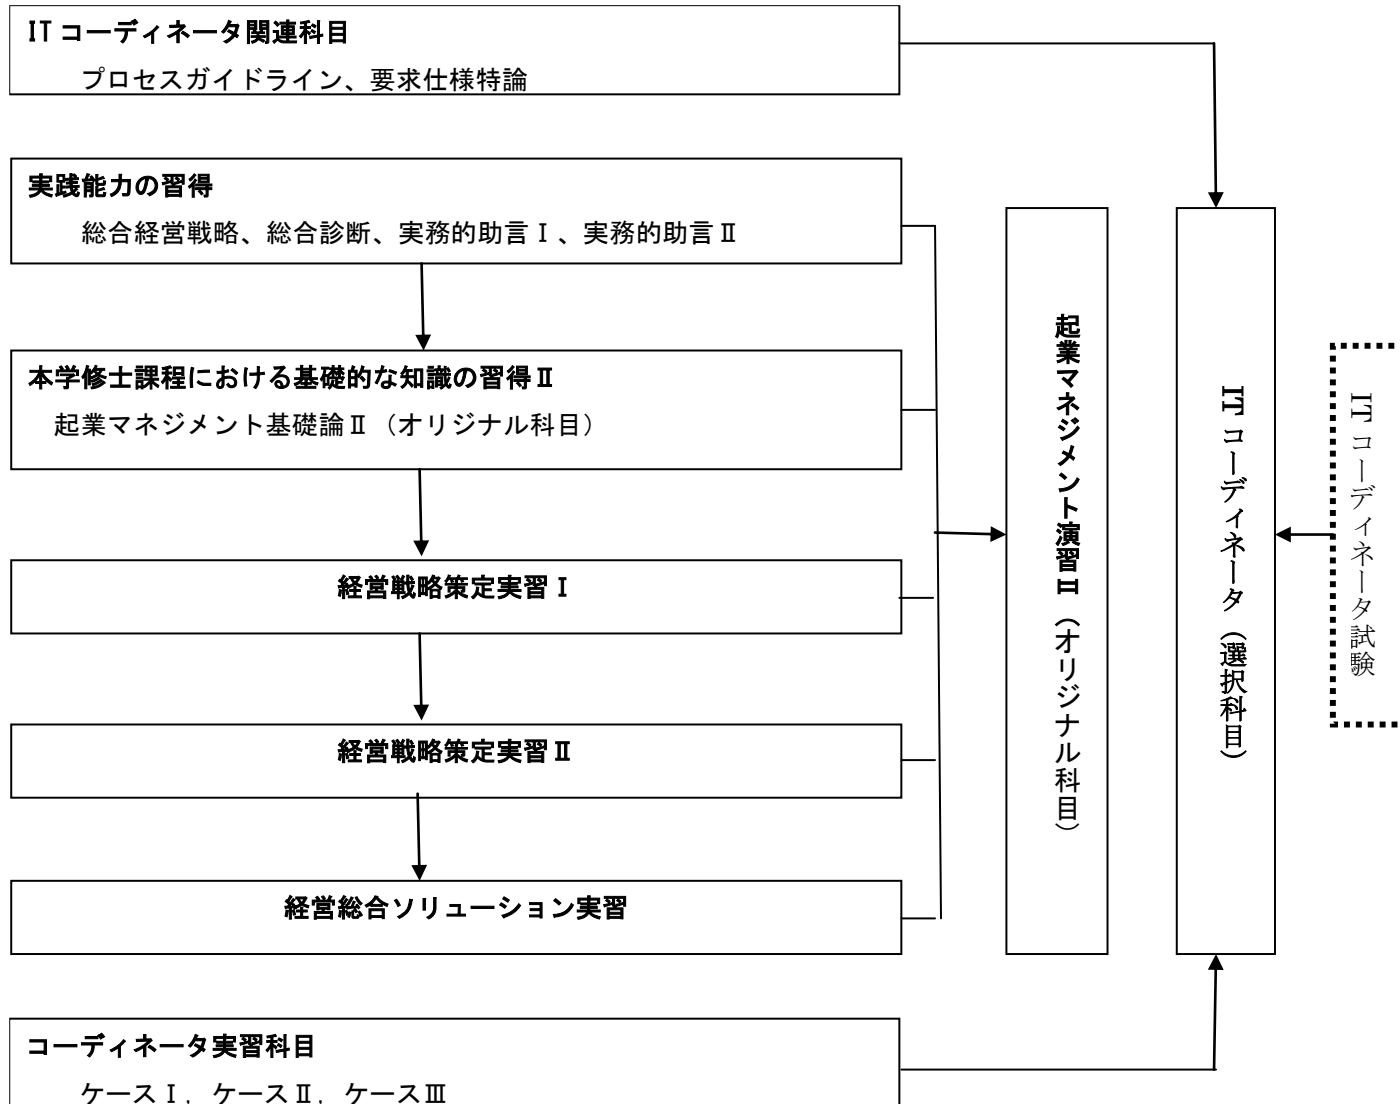 IT コーディネータ関連科目
プロセスガイドライン、要求仕様特論
実践能力の習得
総合経営戦略、総合診断、実務的助言Ⅰ、実務的助言Ⅱ
本学修士課程における基礎的な知識の習得Ⅱ
起業マネジメント基礎論Ⅱ（オリジナル科目）
経営戦略策定実習Ⅰ
経営戦略策定実習Ⅱ
経営総合ソリューション実習
コーディネータ実習科目
ケースⅠ，ケースⅡ，ケースⅢ
起業マネジメント演習Ⅱ（オリジナル科目）
IT コーディネータ（選択科目）
IT コーディネータ試験